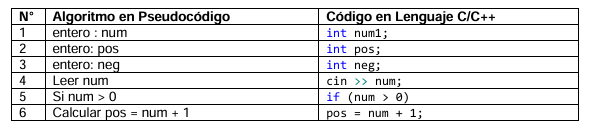 N° Algoritmo en Pseudocódigo Código en Lenguaje C/C++
1 entero : num int num1;
2 entero: pos int pos;
3 entero: neg int neg;
4 Leer num cin >> num;
5 Si num > 0 if (num > 0)
6 Calcular pos = num + 1 pos = num + 1;